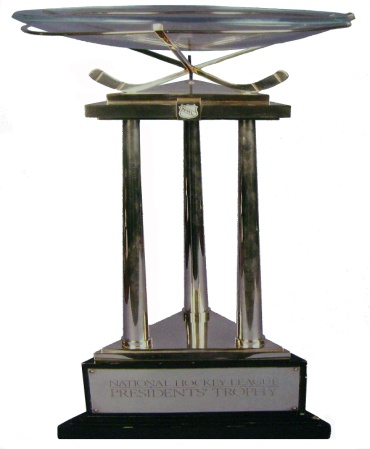 NATIONAL HOCKEY LEAGUE
PRESIDENTS' TROPHY